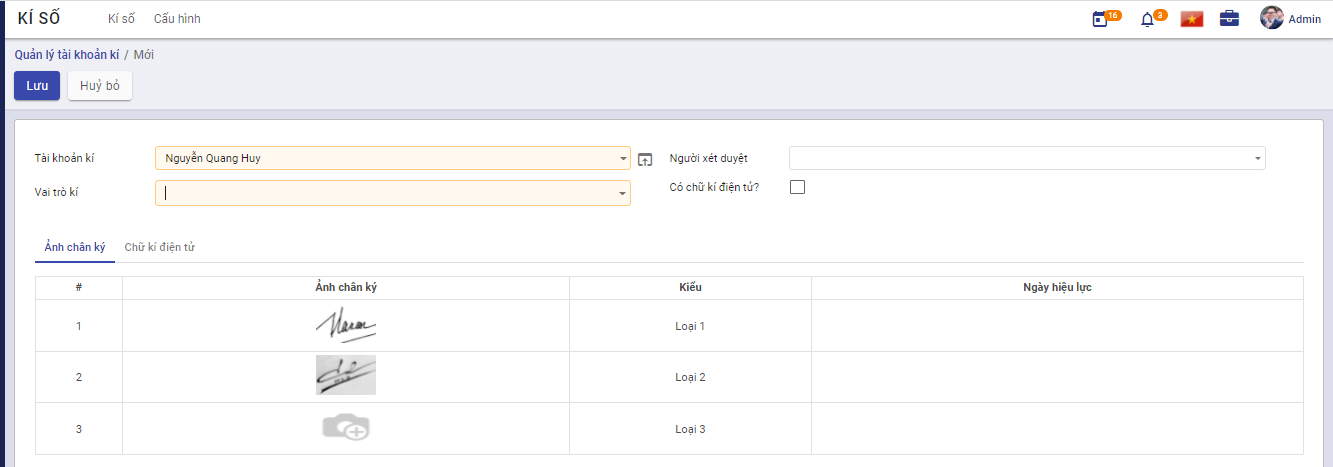 KÍ SỐ Kí số Cấu hình 16 3 Admin
Quản lý tài khoản kí / Mới
Lưu Huỷ bỏ
Tài khoản kí Nguyễn Quang Huy Người xét duyệt
Vai trò kí Có chữ kí điện tử?
Ảnh chân ký Chữ kí điện tử
# Ảnh chân ký Kiểu Ngày hiệu lực
1 Loại 1
2 Loại 2
3 Loại 3